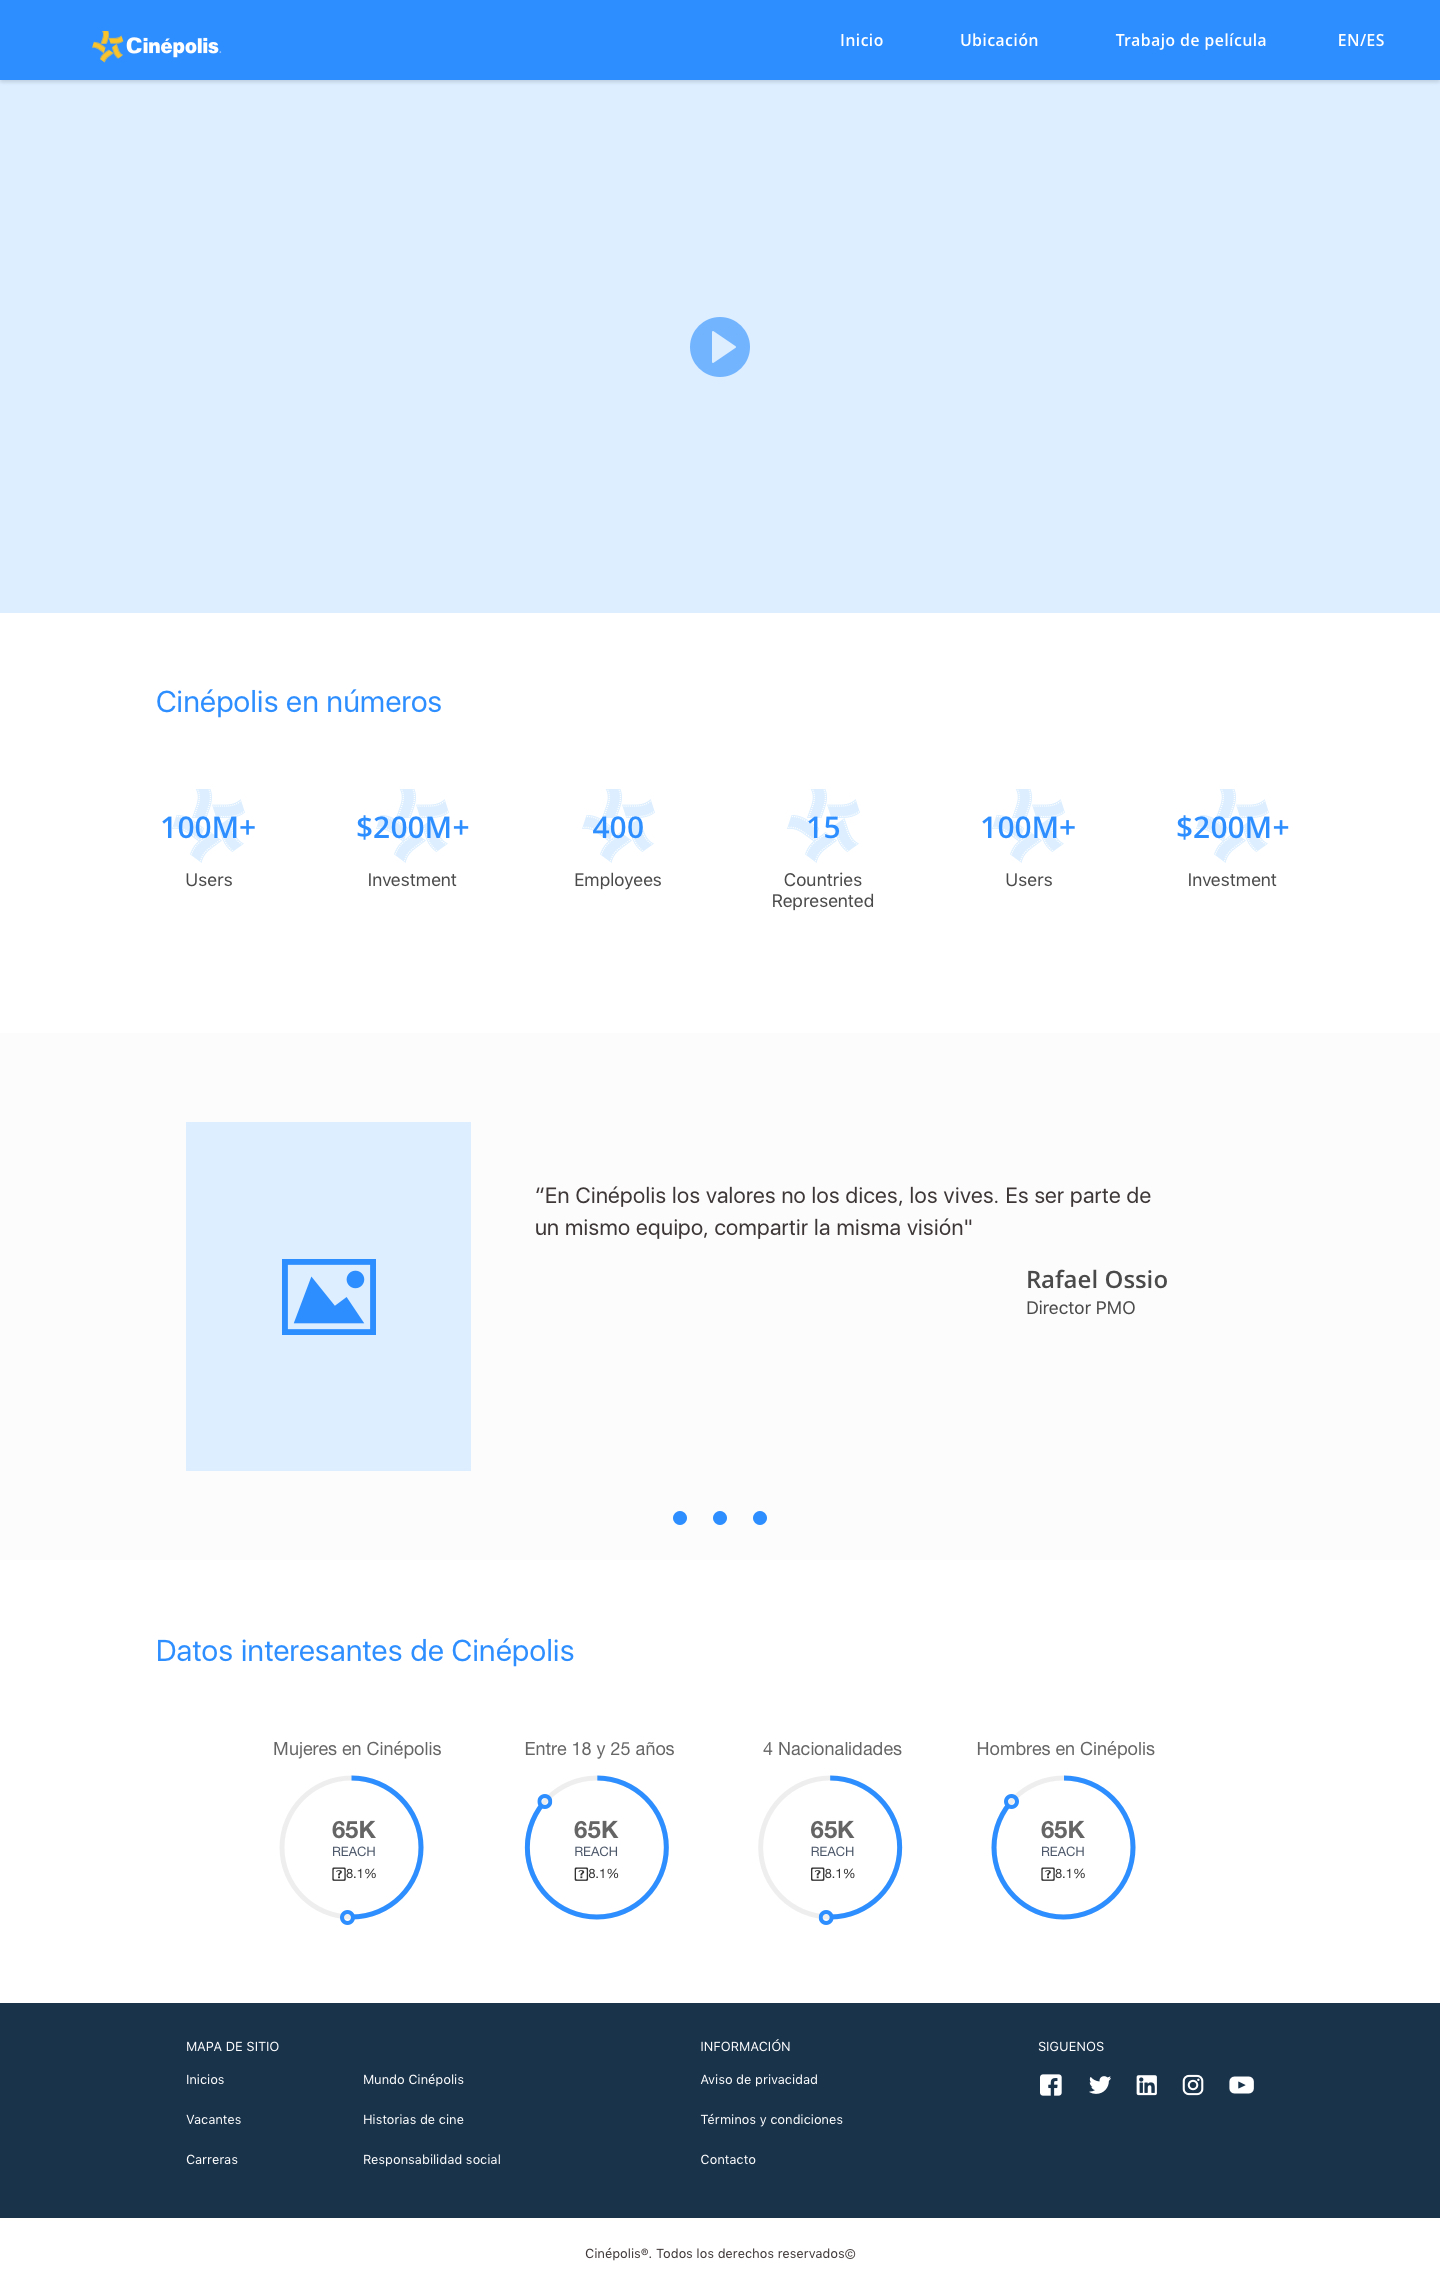 Cinépolis
Inicio
Ubicación
Trabajo de película
EN/ES
Cinépolis en números
100M+
Users
$200M+
Investment
400
Employees
15
Countries
Represented
100M+
Users
$200M+
Investment
“En Cinépolis los valores no los dices, los vives. Es ser parte de
un mismo equipo, compartir la misma visión"
Rafael Ossio
Director PMO
Datos interesantes de Cinépolis
Mujeres en Cinépolis
65K
REACH
8.1%
Entre 18 y 25 años
65K
REACH
8.1%
4 Nacionalidades
65K
REACH
8.1%
Hombres en Cinépolis
65K
REACH
8.1%
MAPA DE SITIO
Inicios
Vacantes
Carreras
Mundo Cinépolis
Historias de cine
Responsabilidad social
INFORMACIÓN
Aviso de privacidad
Términos y condiciones
Contacto
SIGUENOS
Cinépolis®. Todos los derechos reservados©